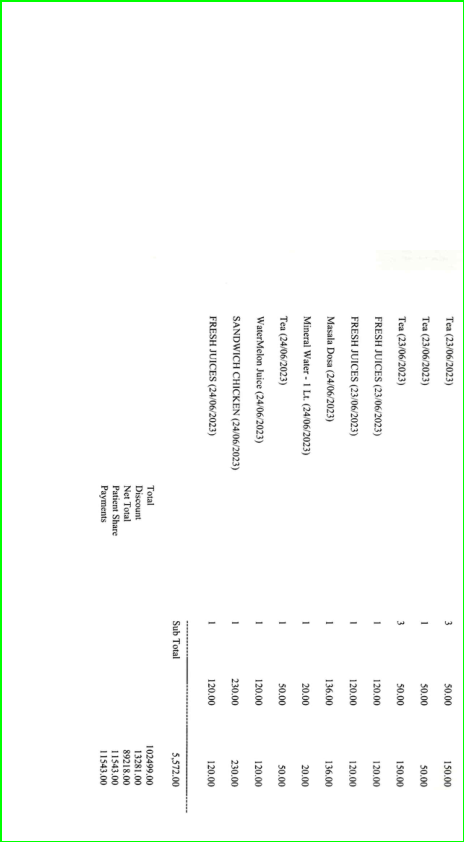 Tea (23/06/2023) 3 50.00 150.00
Tea (23/06/2023) 1 50.00 50.00
Tea (23/06/2023) 3 50.00 150.00
FRESH JUICES (23/06/2023) 1 120.00 120.00
FRESH JUICES (23/06/2023) 1 120.00 120.00
Masala Dosa (24/06/2023) 1 136.00 136.00
Mineral Water - 1 Lt. (24/06/2023) 1 20.00 20.00
Tea (24/06/2023) 1 50.00 50.00
WaterMelon Juice (24/06/2023) 1 120.00 120.00
SANDWICH CHICKEN (24/06/2023) 1 230.00 230.00
FRESH JUICES (24/06/2023) 1 120.00 120.00
Sub Total 5,572.00
Total 102499.00
Discount 13281.00
Net Total 89218.00
Patient Share 11543.00
Payments 11543.00